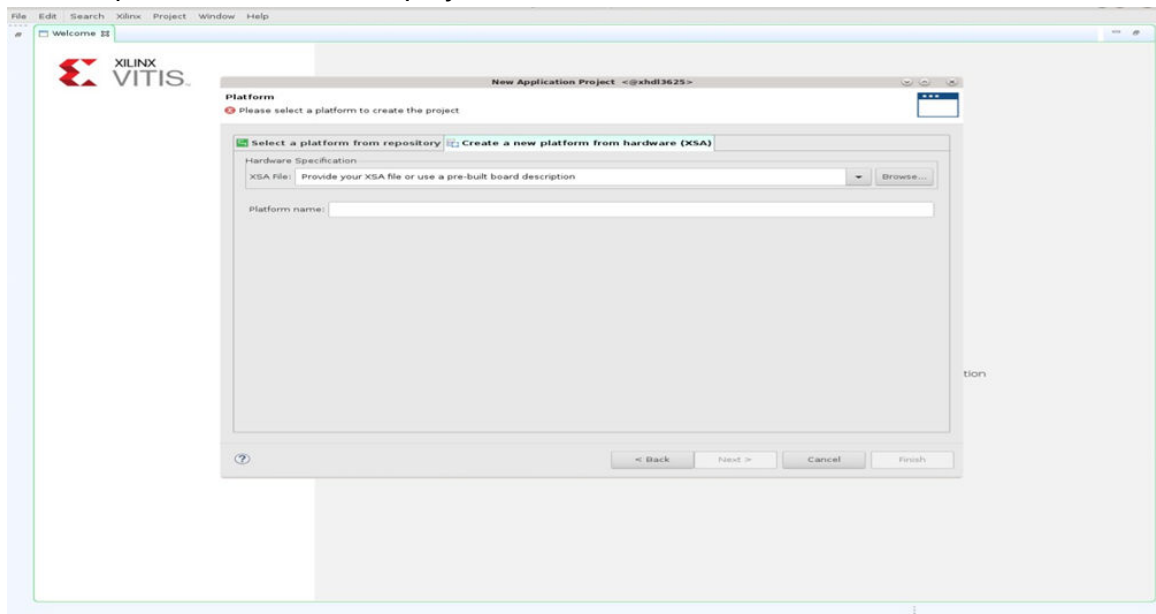 File Edit Search Xilinx Project Window Help
Welcome
XILINX
VITIS
New Application Project <@xhdl3625>
Platform
Please select a platform to create the project
Select a platform from repository Create a new platform from hardware (XSA)
Hardware Specification
XSA File: Provide your XSA file or use a pre-built board description Browse...
Platform name:
tion
? < Back Next > Cancel Finish